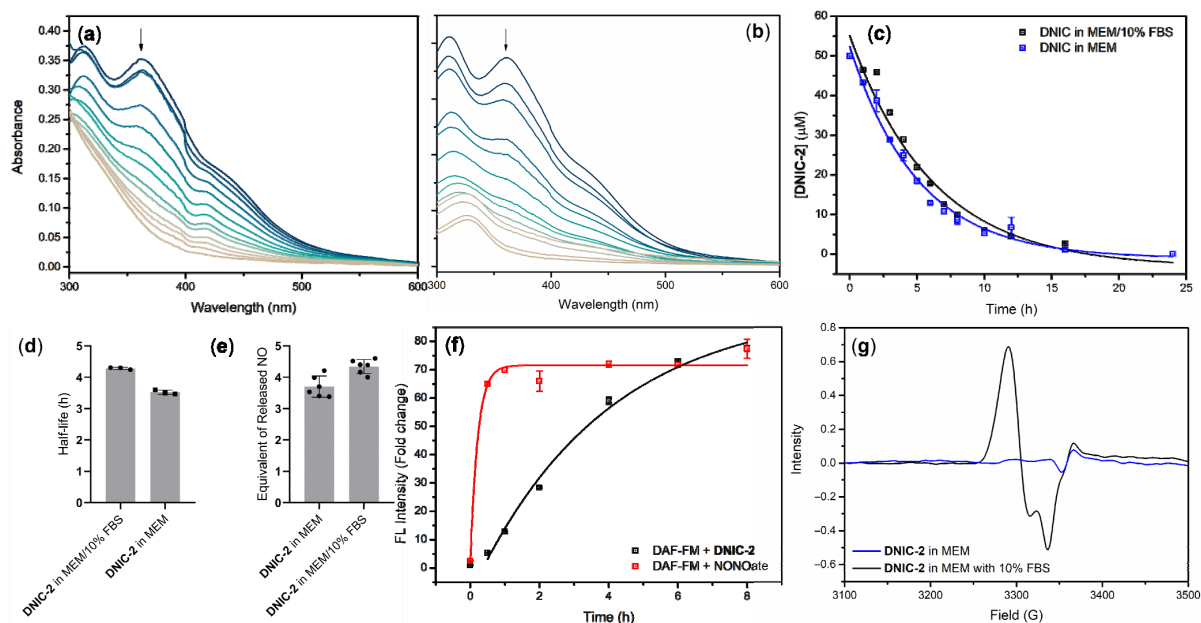 (a)
0.40
0.35
0.30
0.25
0.20
0.15
0.10
0.05
0.00
Absorbance
300
400
500
600
Wavelength (nm)
(b)
300
400
500
600
Wavelength (nm)
(c)
DNIC in MEM/10% FBS
DNIC in MEM
60
50
40
30
20
10
0
[DNIC-2] (μM)
0
5
10
15
20
25
Time (h)
(d)
5
4
3
2
1
0
Half-life (h)
DNIC-2 in MEM/10% FBS
DNIC-2 in MEM
(e)
5
4
3
2
1
0
Equivalent of Released NO
DNIC-2 in MEM
DNIC-2 in MEM/10% FBS
(f)
80
70
60
50
40
30
20
10
0
FL Intensity (Fold change)
DAF-FM + DNIC-2
DAF-FM + NONOate
0
2
4
6
8
Time (h)
(g)
0.8
0.6
0.4
0.2
0.0
−0.2
−0.4
−0.6
Intensity
DNIC-2 in MEM
DNIC-2 in MEM with 10% FBS
3100
3200
3300
3400
3500
Field (G)